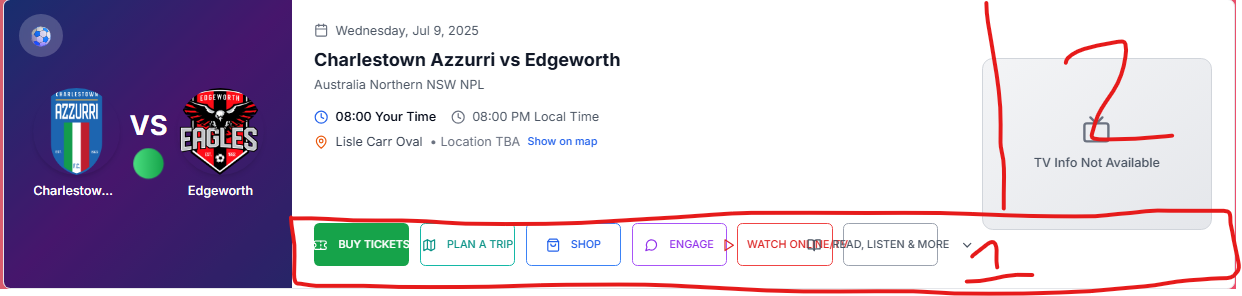 Wednesday, Jul 9, 2025
Charlestown Azzurri vs Edgeworth
Australia Northern NSW NPL
08:00 Your Time 08:00 PM Local Time
Lisle Carr Oval • Location TBA Show on map
CHARLESTOWN
AZZURRI
F.C.
VS
EDGEWORTH
EAGLES
Charlestow...
Edgeworth
2
TV Info Not Available
BUY TICKETS
PLAN A TRIP
SHOP
ENGAGE
WATCH ONLINE/TV
READ, LISTEN & MORE
1